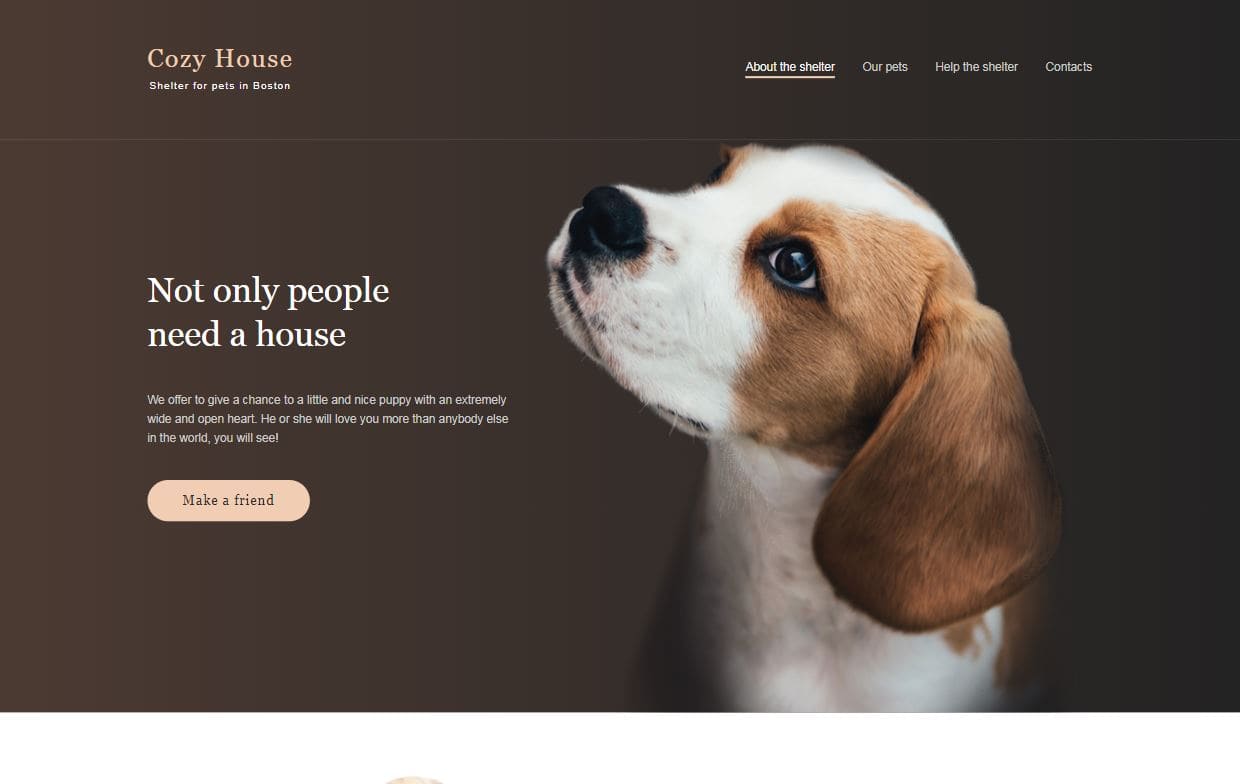 Cozy House
Shelter for pets in Boston
About the shelter
Our pets
Help the shelter
Contacts
Not only people
need a house
We offer to give a chance to a little and nice puppy with an extremely
wide and open heart. He or she will love you more than anybody else
in the world, you will see!
Make a friend